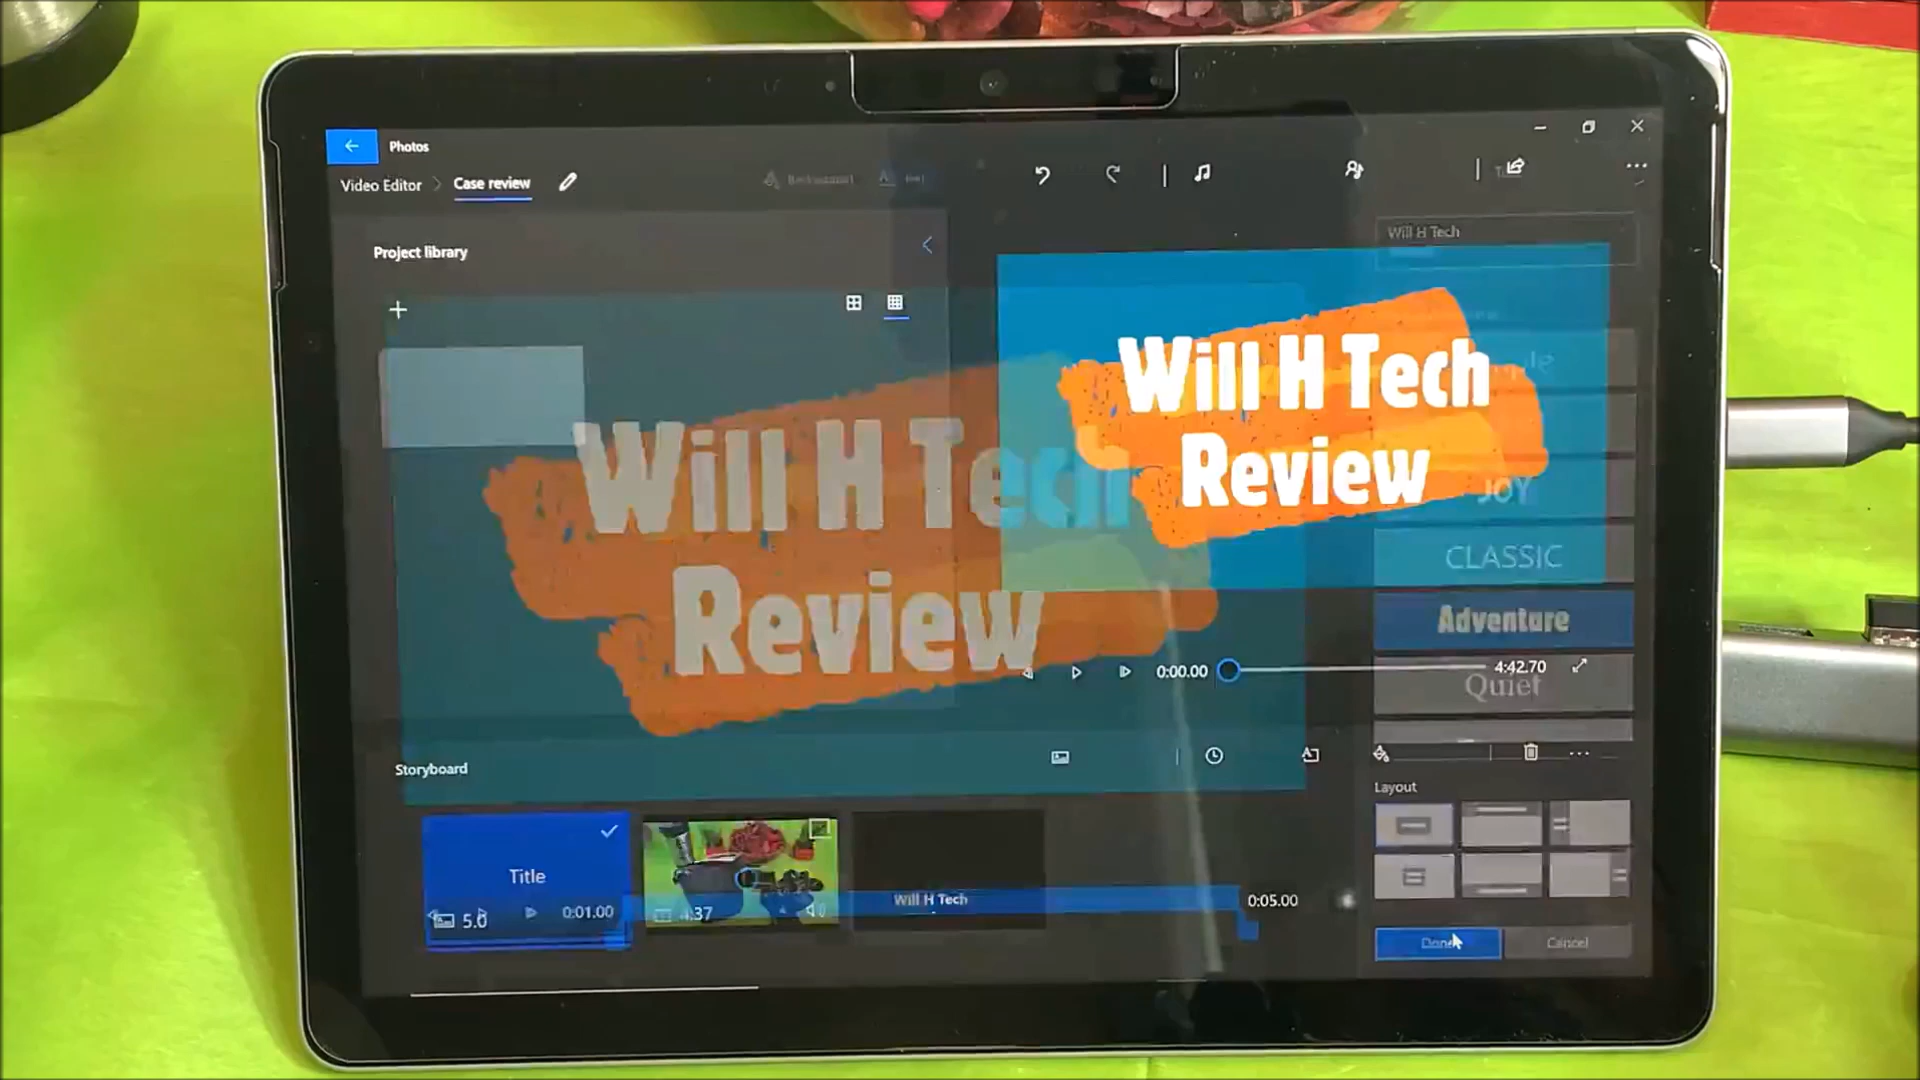 Photos
Video Editor
Case review
Background
Text
Project library
Will H Tech
Will H Tech
Review
Will H Tech
Review
JOY
CLASSIC
Adventure
Quiet
0:00.00
4:42.70
Storyboard
Layout
Title
5.0
0:01.00
4.37
Will H Tech
0:05.00
Done
Cancel